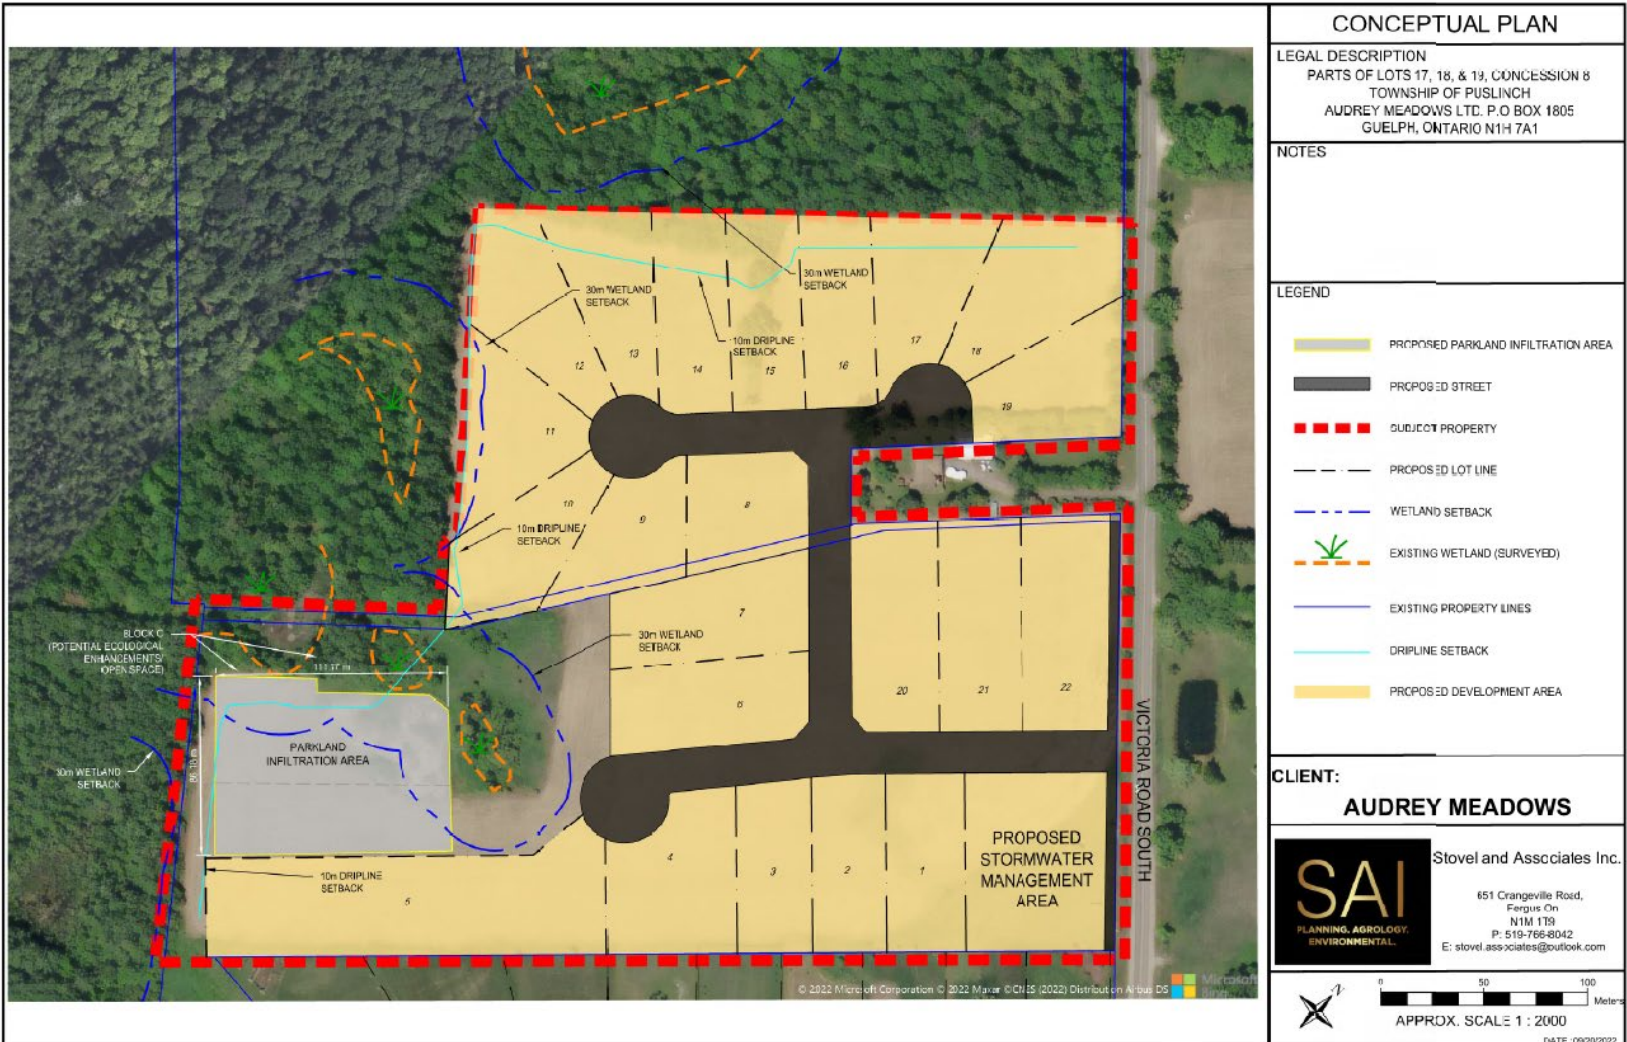 CONCEPTUAL PLAN
LEGAL DESCRIPTION
PARTS OF LOTS 17, 18, & 19, CONCESSION 8
TOWNSHIP OF PUSLINCH
AUDREY MEADOWS LTD. P.O BOX 1805
GUELPH, ONTARIO N1H 7A1
NOTES
LEGEND
PROPOSED PARKLAND INFILTRATION AREA
PROPOSED STREET
SUBJECT PROPERTY
PROPOSED LOT LINE
WETLAND SETBACK
EXISTING WETLAND (SURVEYED)
EXISTING PROPERTY LINES
DRIPLINE SETBACK
PROPOSED DEVELOPMENT AREA
CLIENT:
AUDREY MEADOWS
SAI
PLANNING. AGROLOGY.
ENVIRONMENTAL.
Stovel and Associates Inc.
651 Orangeville Road,
Fergus On
N1M 1T9
P: 519-766-8042
E: stovel.associates@outlook.com
N
0 50 100
Meters
APPROX. SCALE 1 : 2000
DATE :09/20/2022
30m WETLAND
SETBACK
30m WETLAND
SETBACK
10m DRIPLINE
SETBACK
12
13
14
15
16
17
18
19
11
10
9
8
10m DRIPLINE
SETBACK
7
6
20
21
22
30m WETLAND
SETBACK
BLOCK C
(POTENTIAL ECOLOGICAL
ENHANCEMENTS/
OPEN SPACE)
PARKLAND
INFILTRATION AREA
30m WETLAND
SETBACK
10m DRIPLINE
SETBACK
5
4
3
2
1
PROPOSED
STORMWATER
MANAGEMENT
AREA
VICTORIA ROAD SOUTH
© 2022 Microsoft Corporation © 2022 Maxar ©CNES (2022) Distribution Airbus DS
Microsoft
Bing